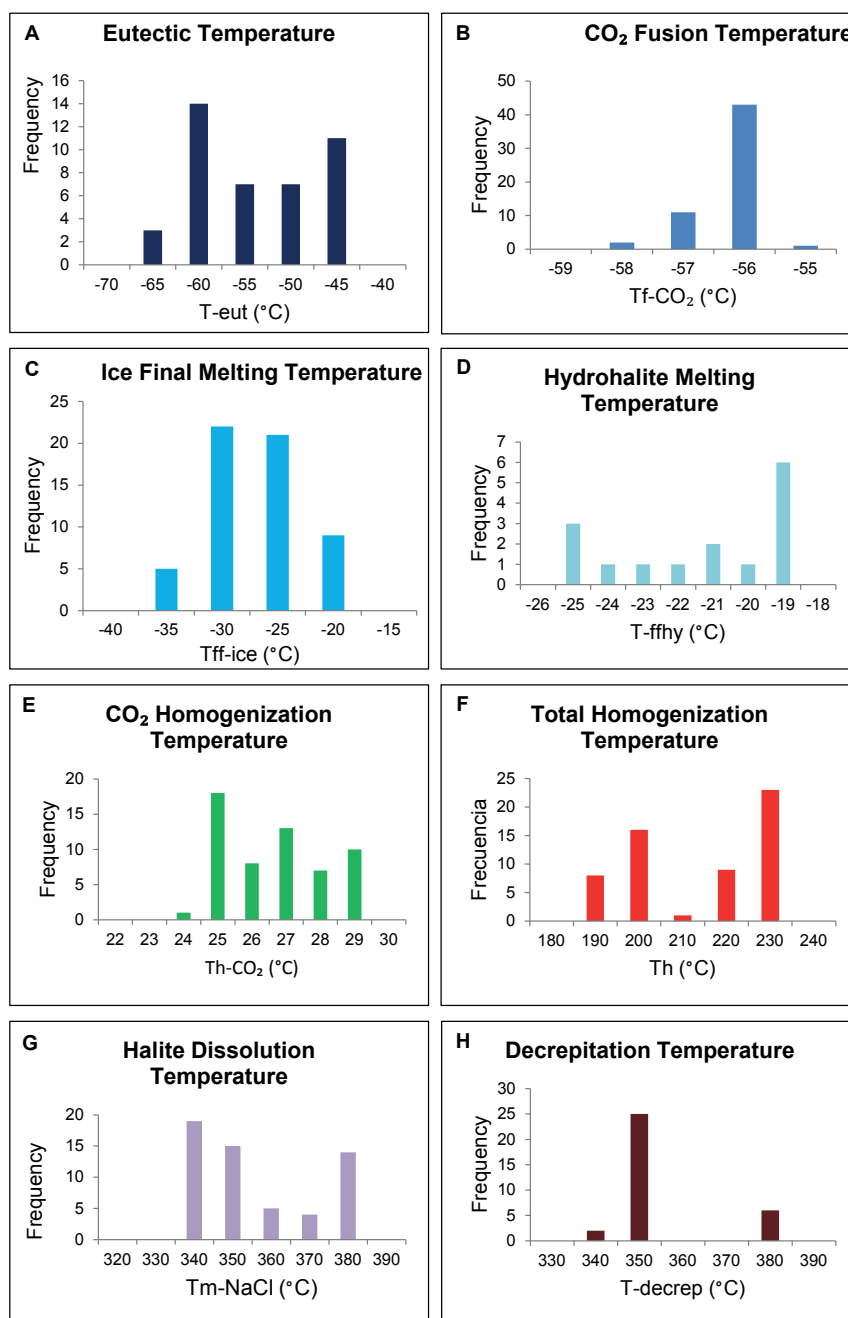 A
Eutectic Temperature
Frequency
16
14
12
10
8
6
4
2
0
-70 -65 -60 -55 -50 -45 -40
T-eut (°C)
B
CO₂ Fusion Temperature
Frequency
50
40
30
20
10
0
-59 -58 -57 -56 -55
Tf-CO₂ (°C)
C
Ice Final Melting Temperature
Frequency
25
20
15
10
5
0
-40 -35 -30 -25 -20 -15
Tff-ice (°C)
D
Hydrohalite Melting
Temperature
Frequency
7
6
5
4
3
2
1
0
-26 -25 -24 -23 -22 -21 -20 -19 -18
T-ffhy (°C)
E
CO₂ Homogenization
Temperature
Frequency
20
15
10
5
0
22 23 24 25 26 27 28 29 30
Th-CO₂ (°C)
F
Total Homogenization
Temperature
Frecuencia
25
20
15
10
5
0
180 190 200 210 220 230 240
Th (°C)
G
Halite Dissolution
Temperature
Frequency
20
15
10
5
0
320 330 340 350 360 370 380 390
Tm-NaCl (°C)
H
Decrepitation Temperature
Frequency
30
25
20
15
10
5
0
330 340 350 360 370 380 390
T-decrep (°C)